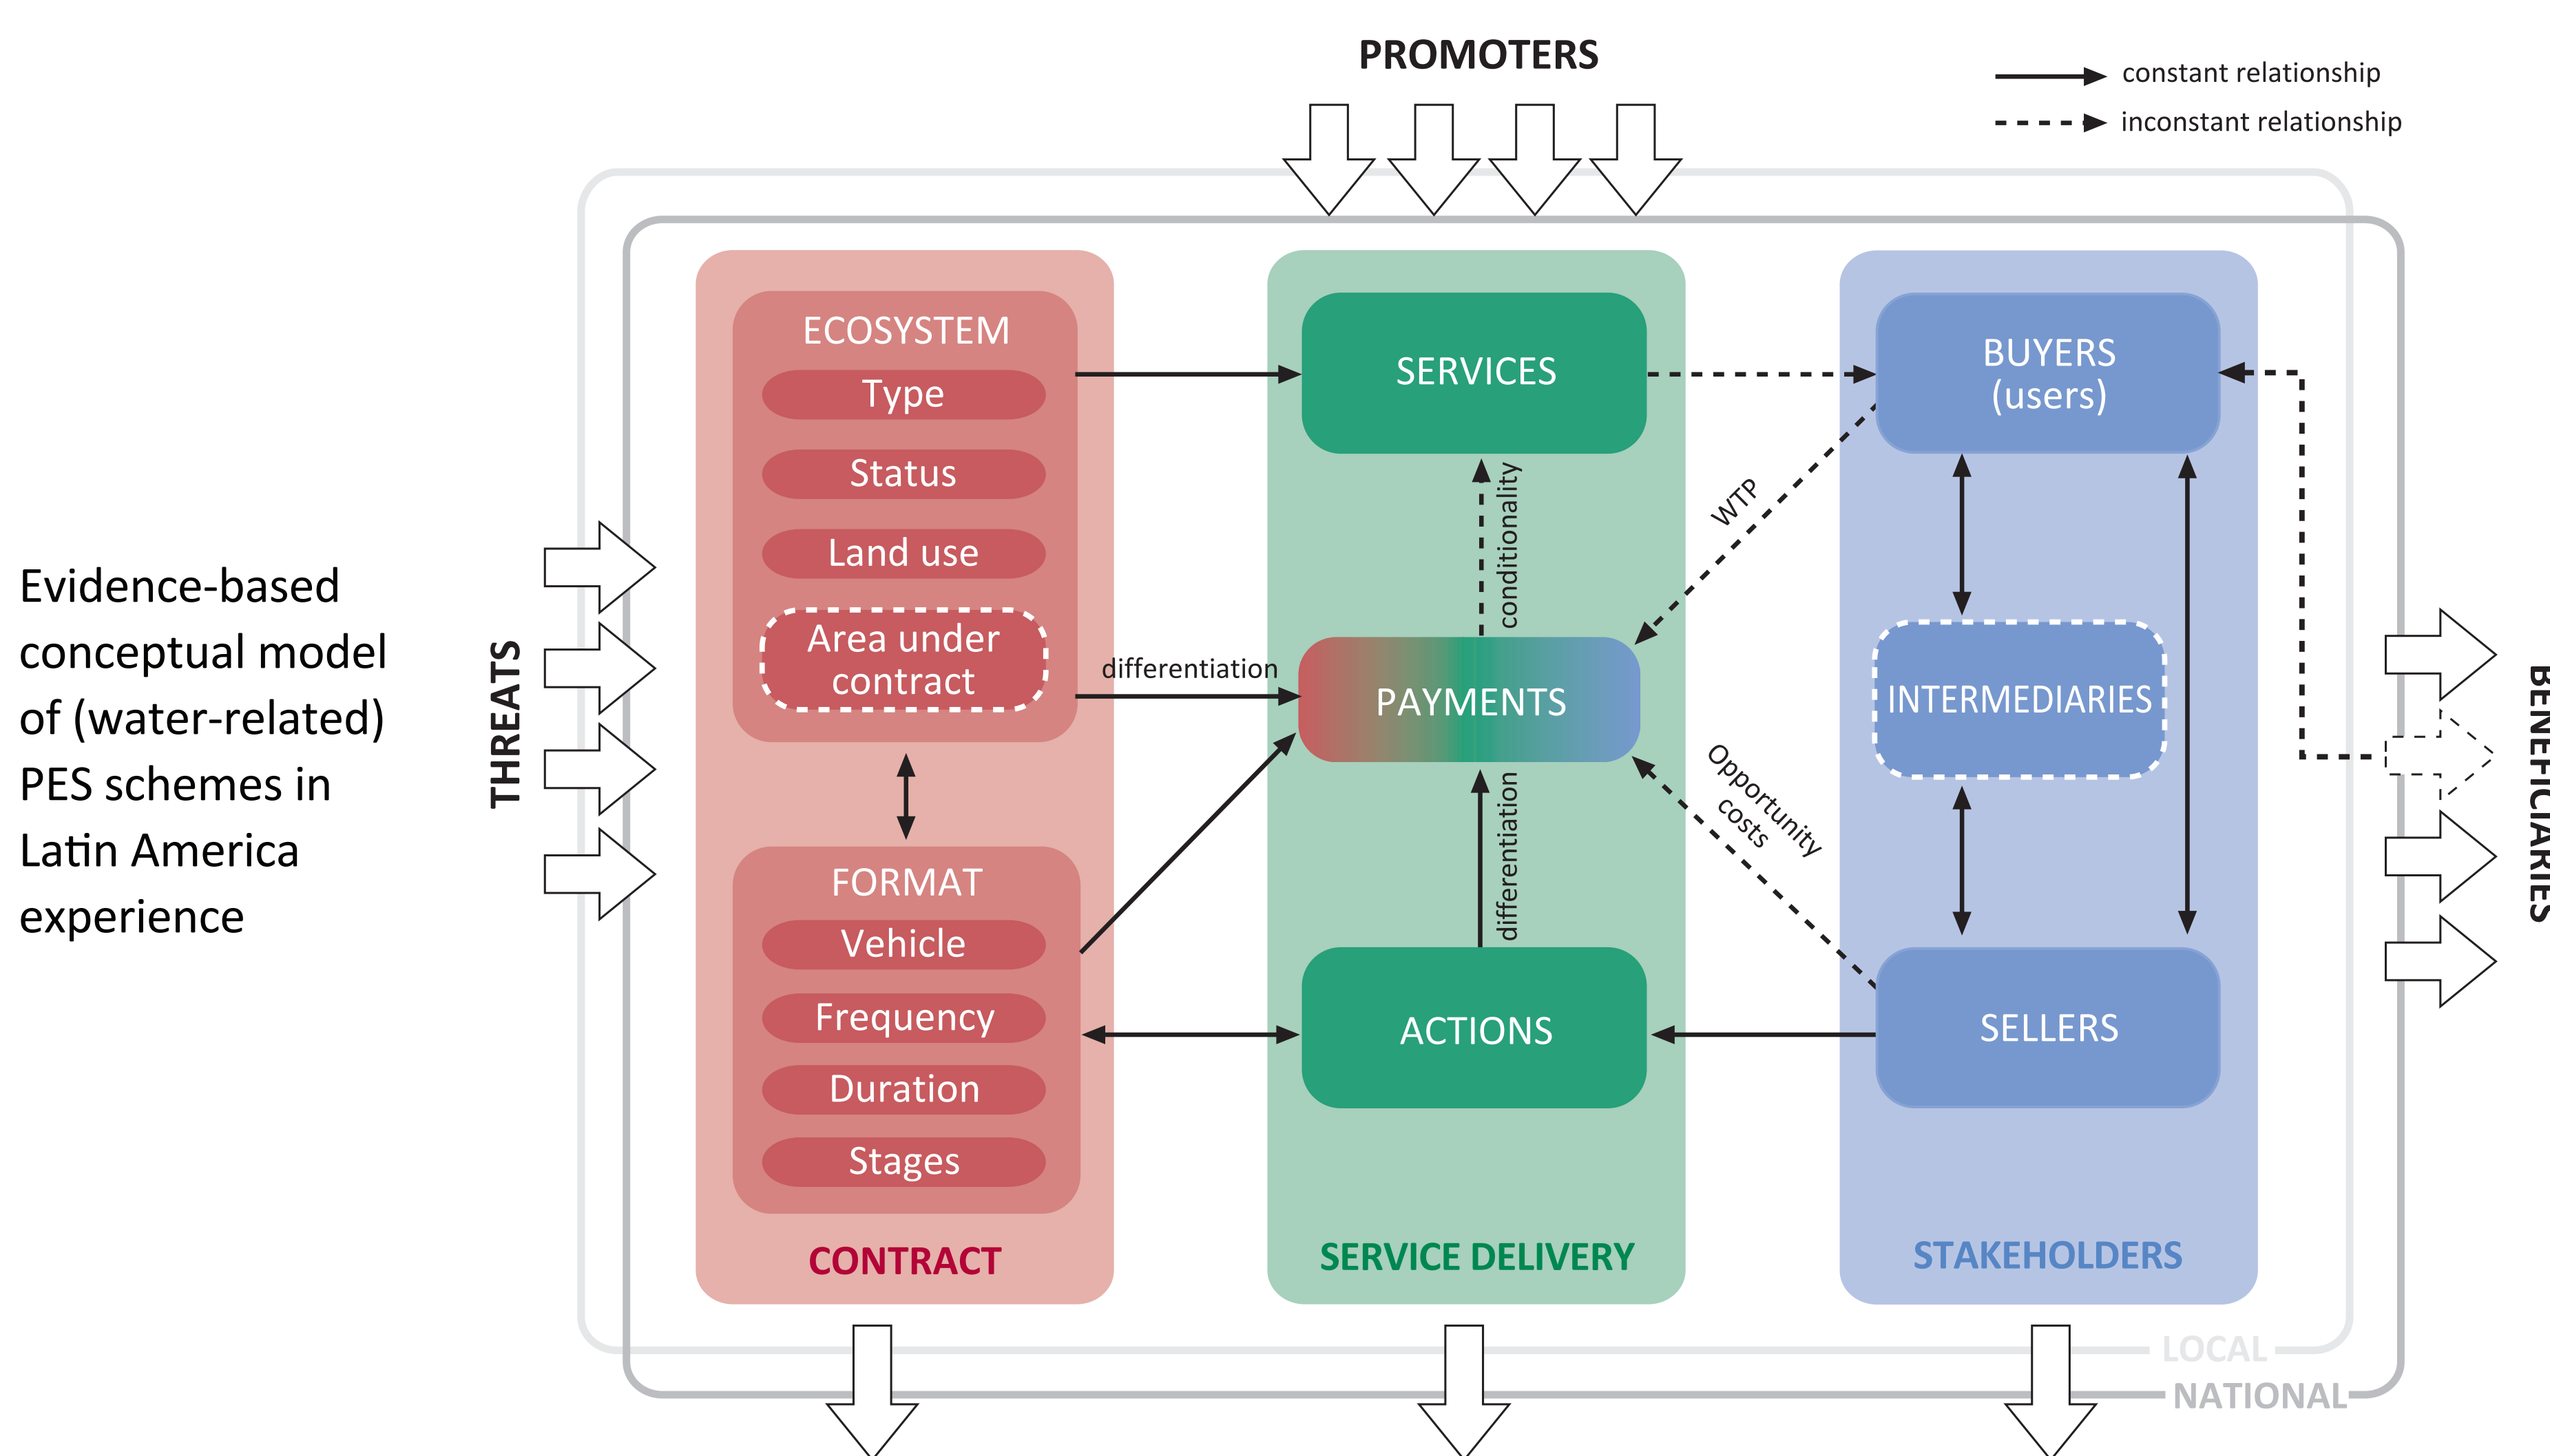 PROMOTERS
constant relationship
inconstant relationship
Evidence-based
conceptual model
of (water-related)
PES schemes in
Latin America
experience
THREATS
ECOSYSTEM
Type
Status
Land use
Area under
contract
FORMAT
Vehicle
Frequency
Duration
Stages
CONTRACT
differentiation
SERVICES
conditionality
PAYMENTS
differentiation
ACTIONS
SERVICE DELIVERY
WTP
Opportunity
costs
BUYERS
(users)
INTERMEDIARIES
SELLERS
STAKEHOLDERS
BENEFICIARIES
LOCAL
NATIONAL